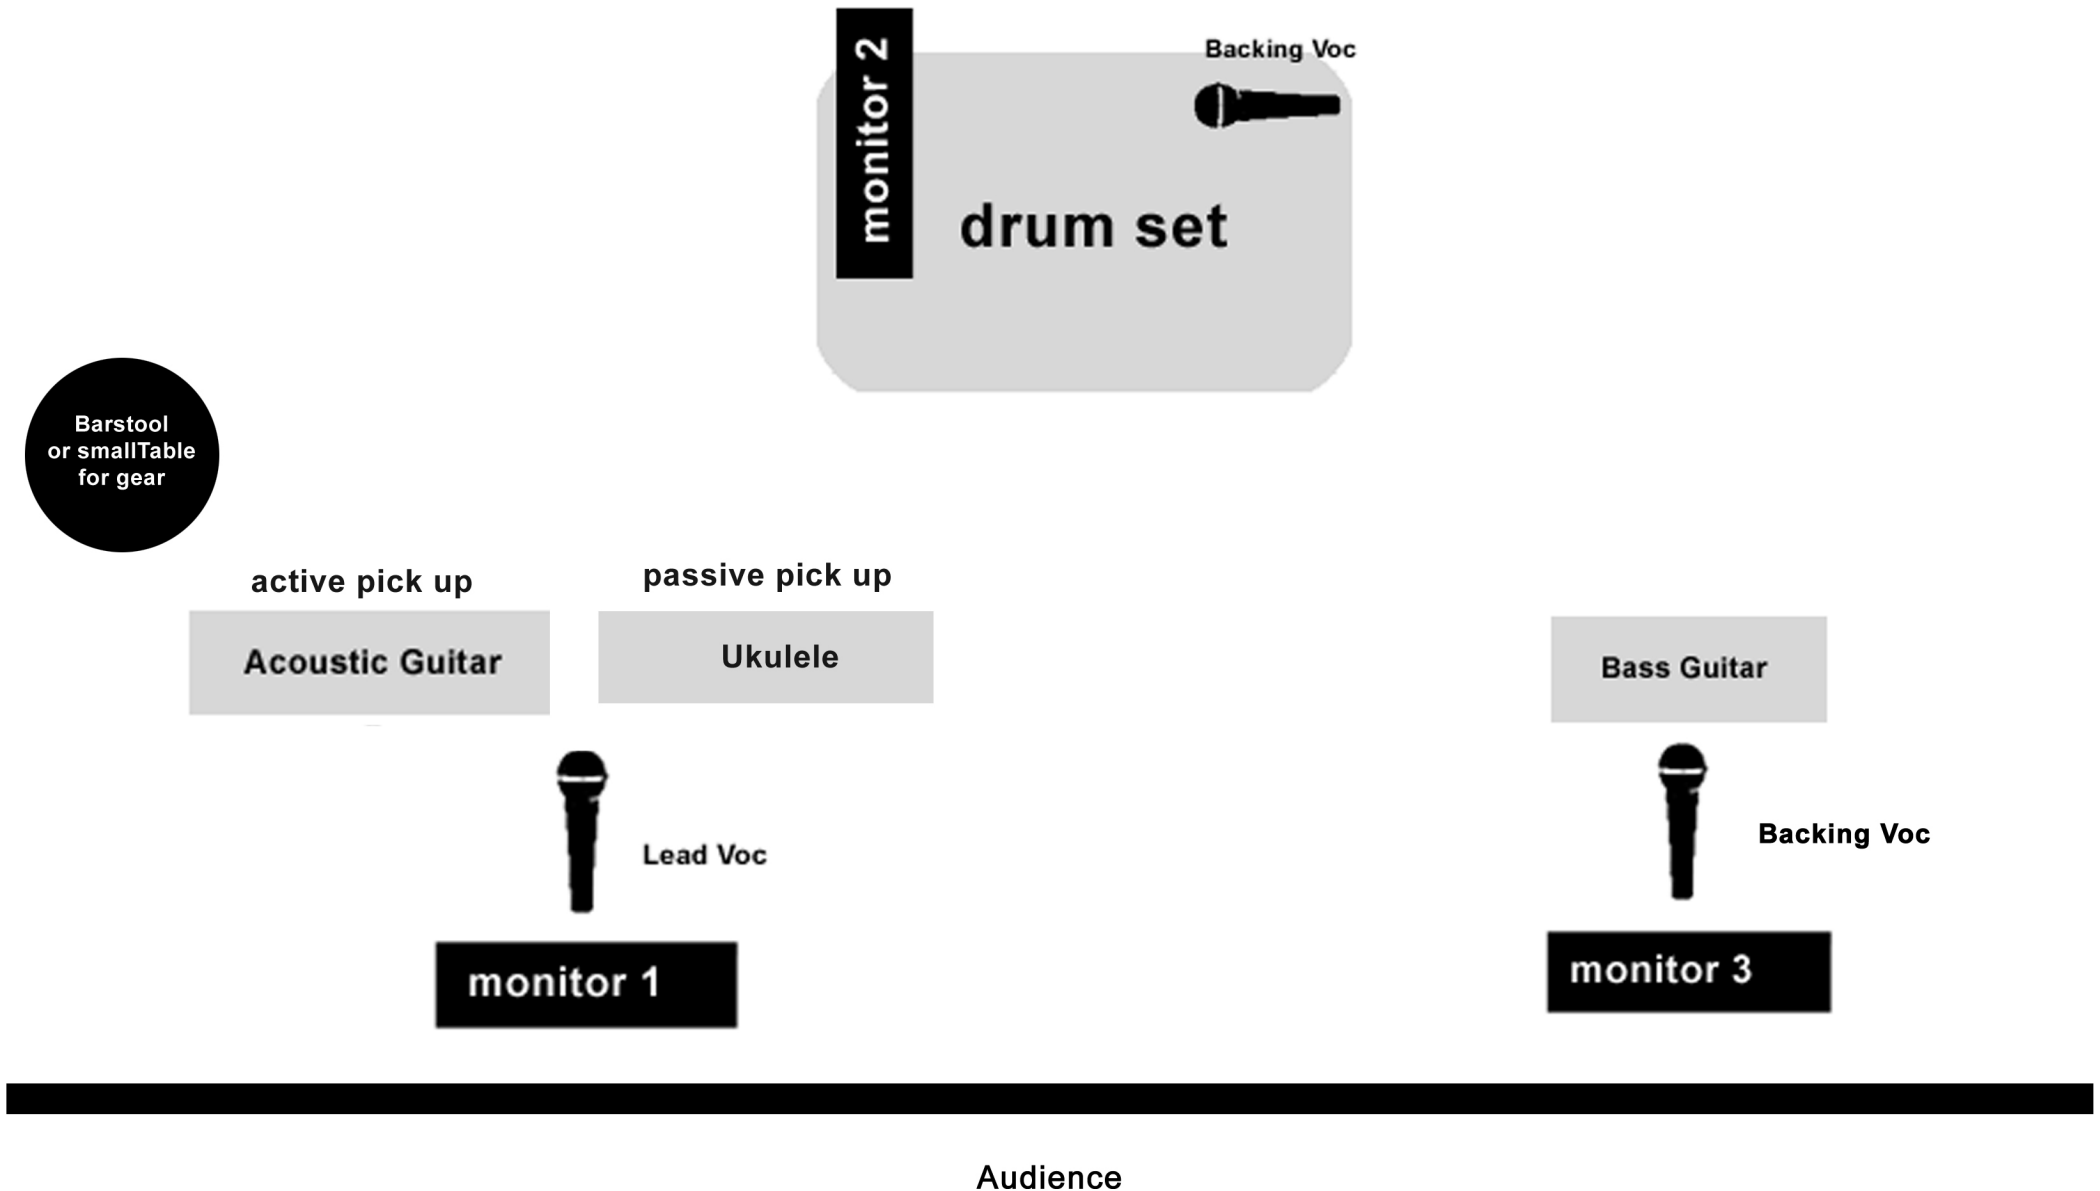 Backing Voc
monitor 2
drum set
Barstool
or smallTable
for gear
active pick up
passive pick up
Acoustic Guitar
Ukulele
Bass Guitar
Lead Voc
Backing Voc
monitor 1
monitor 3
Audience